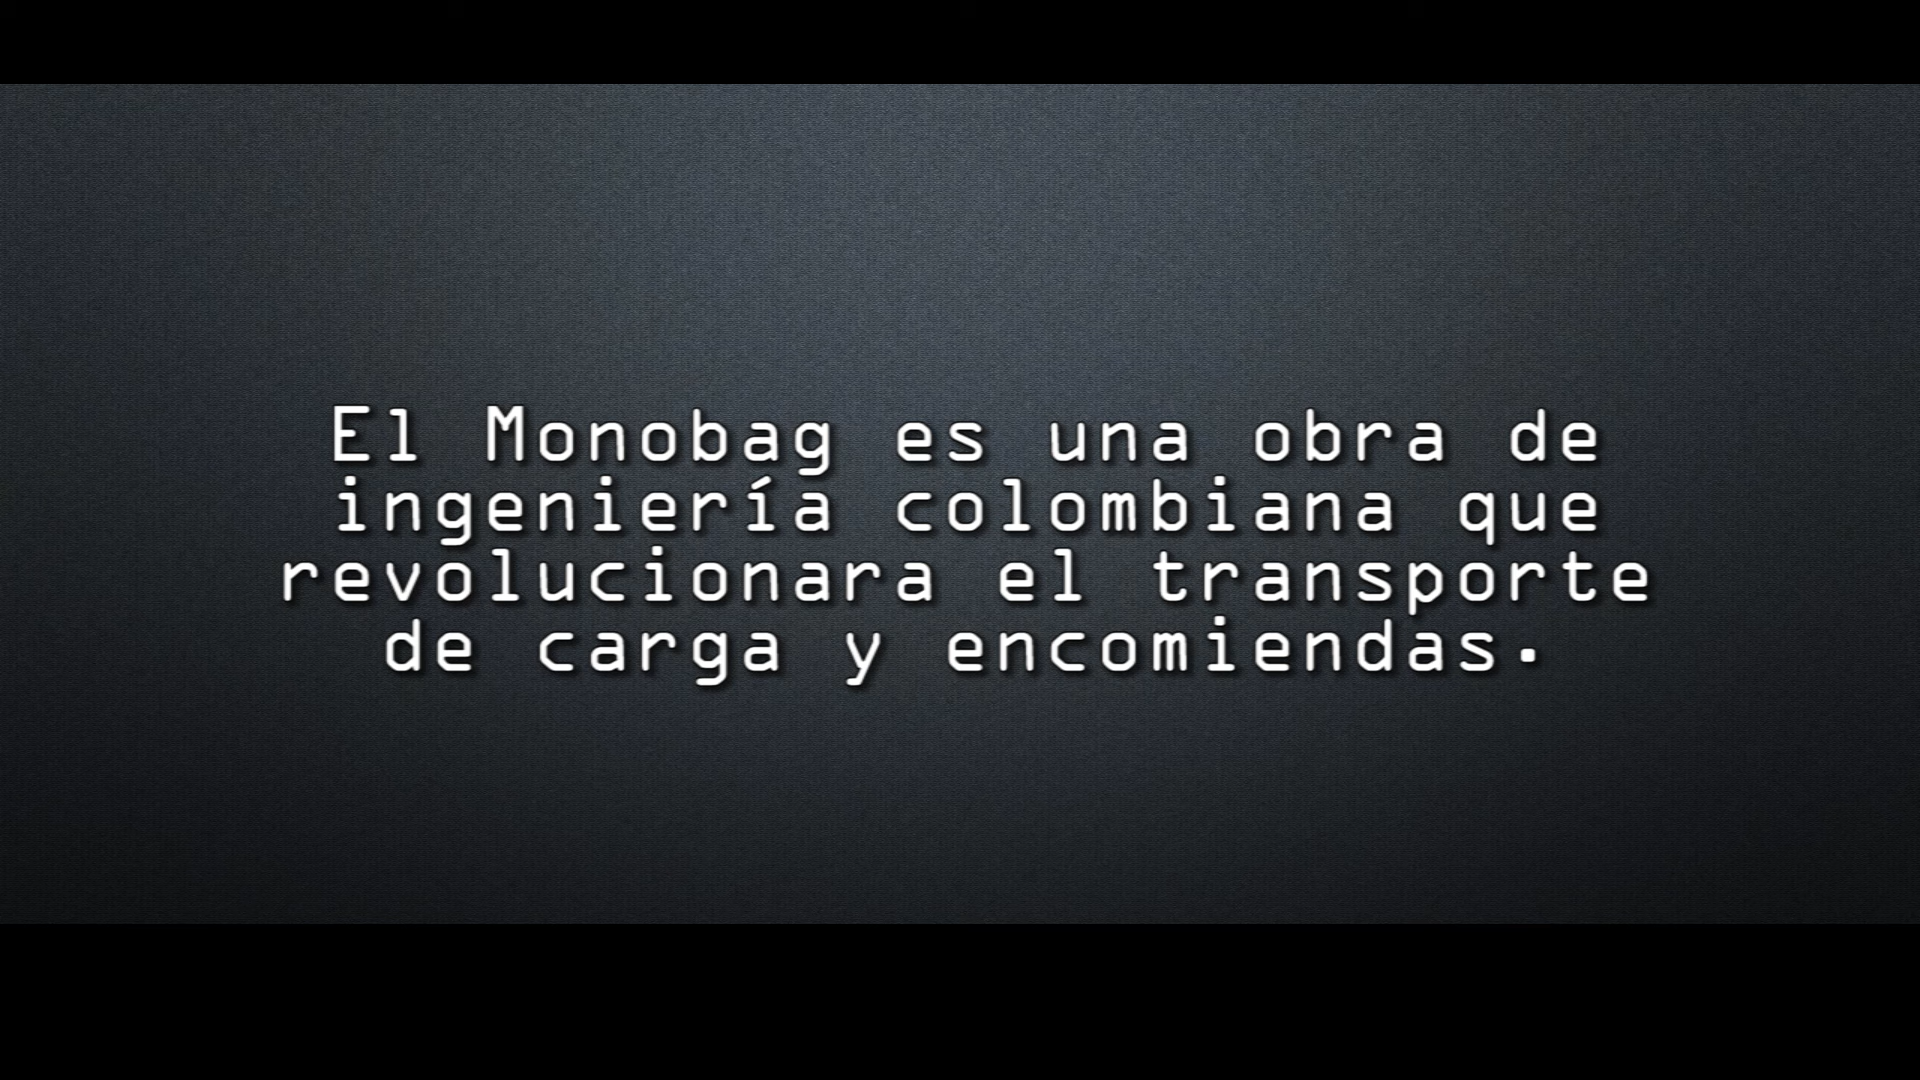 El Monobag es una obra de
ingeniería colombiana que
revolucionara el transporte
de carga y encomiendas.